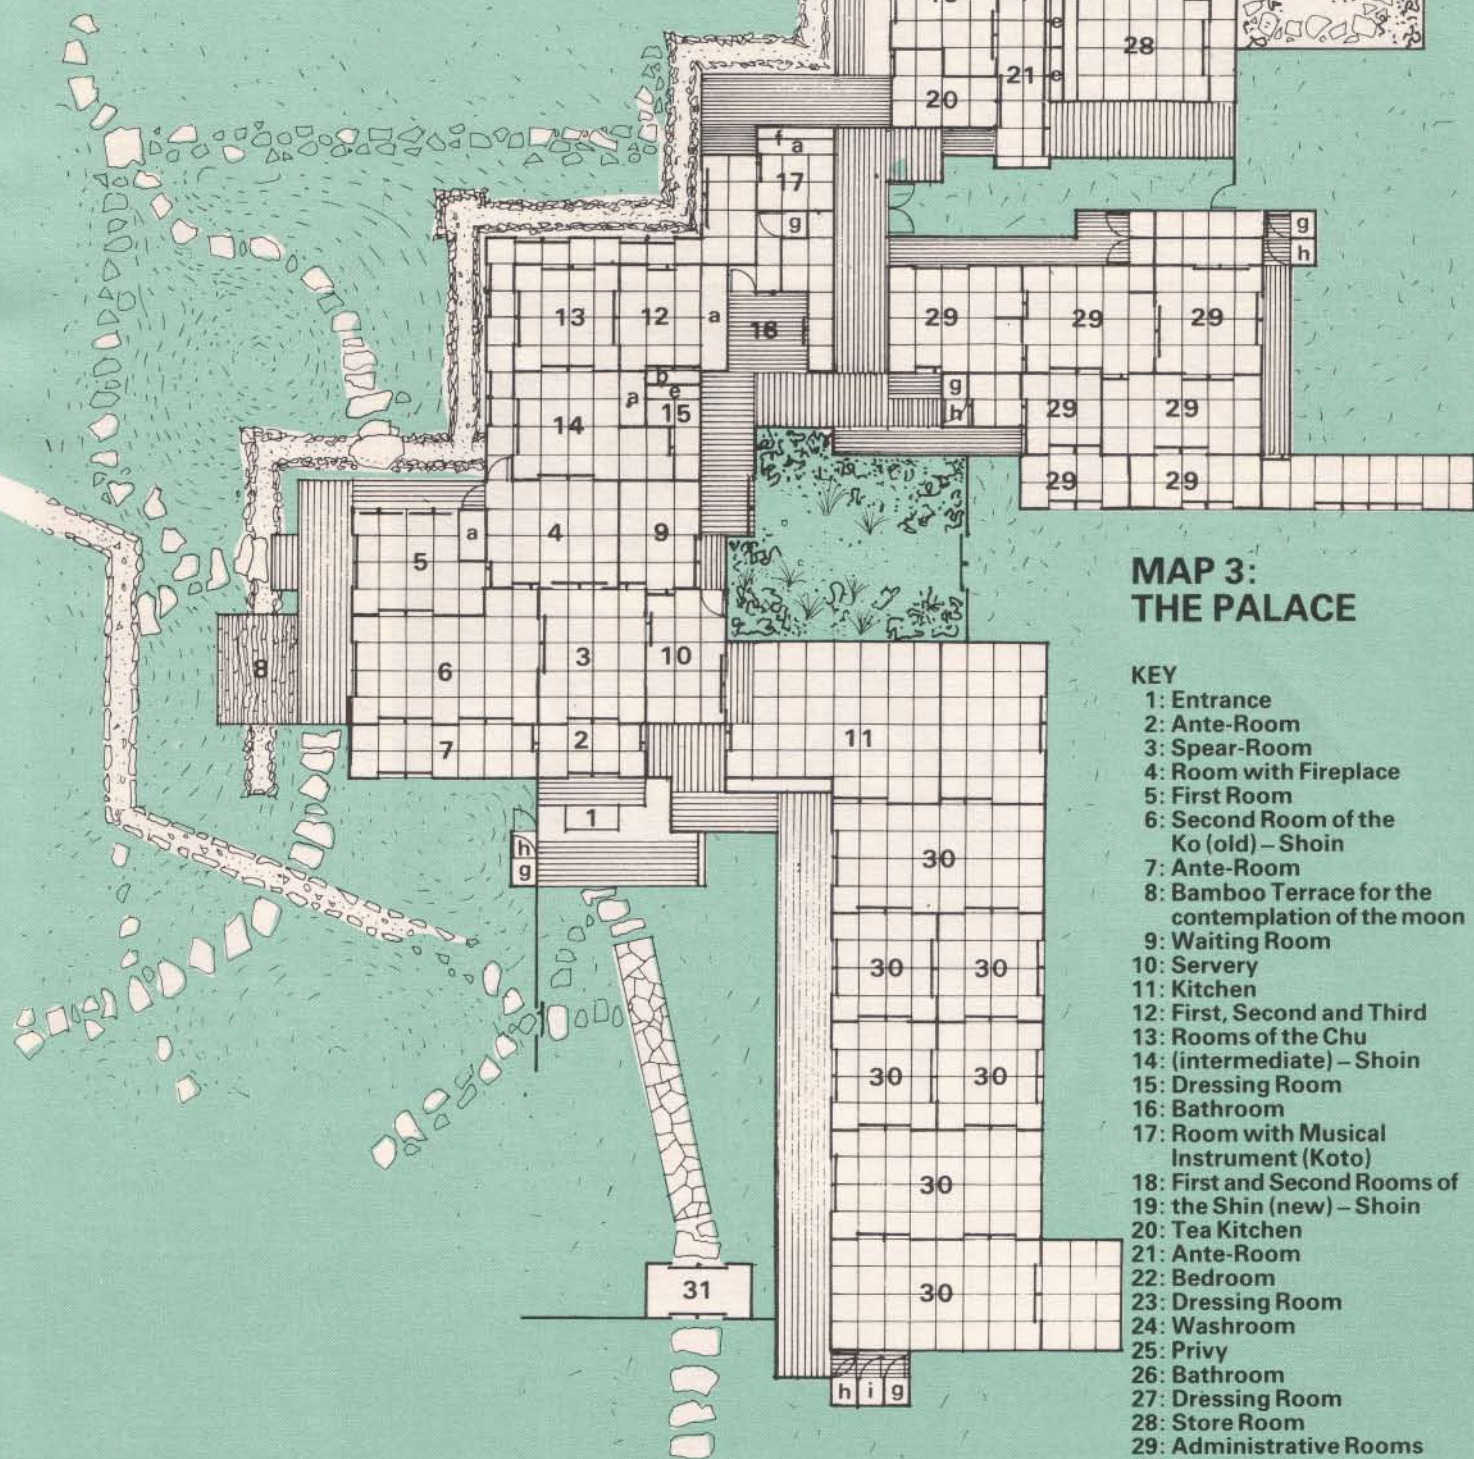 28
21
e
e
20
f a
17
g
g
h
13
12
a
16
29
29
29
b
a
e
15
14
g
h
29
29
29
29
a
5
4
9
8
6
3
10
7
2
11
1
h
g
30
30
30
30
30
30
30
31
h i g
MAP 3:
THE PALACE
KEY
1: Entrance
2: Ante-Room
3: Spear-Room
4: Room with Fireplace
5: First Room
6: Second Room of the
Ko (old) – Shoin
7: Ante-Room
8: Bamboo Terrace for the
contemplation of the moon
9: Waiting Room
10: Servery
11: Kitchen
12: First, Second and Third
13: Rooms of the Chu
14: (intermediate) – Shoin
15: Dressing Room
16: Bathroom
17: Room with Musical
Instrument (Koto)
18: First and Second Rooms of
19: the Shin (new) – Shoin
20: Tea Kitchen
21: Ante-Room
22: Bedroom
23: Dressing Room
24: Washroom
25: Privy
26: Bathroom
27: Dressing Room
28: Store Room
29: Administrative Rooms